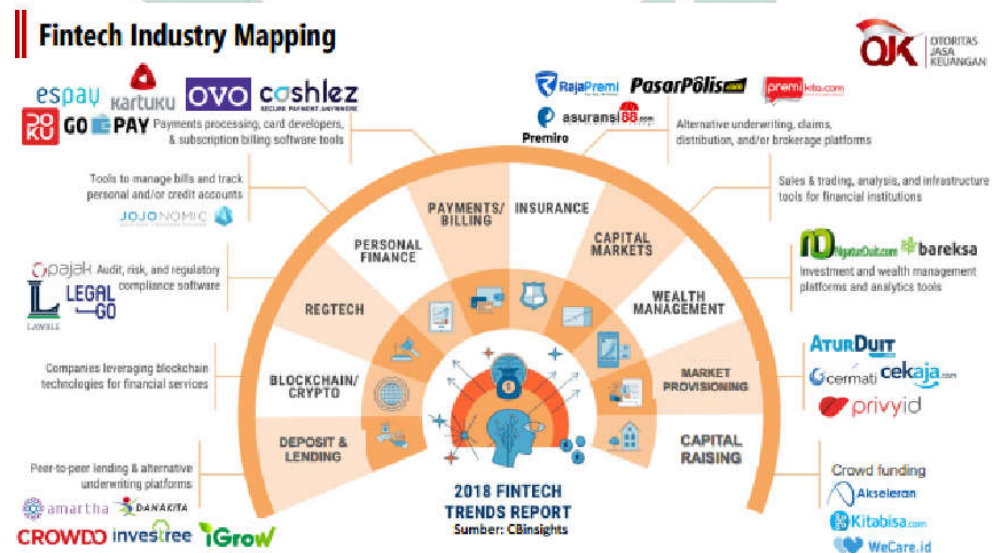 Fintech Industry Mapping
OJK
OTORITAS
JASA
KEUANGAN
espay
KARTUKU
OVO
cashlez
SECURE PAYMENT ANYWHERE
DOKU
GO PAY
Payments processing, card developers,
& subscription billing software tools
RajaPremi
PasarPolis.com
premikita.com
Premiro
asuransi88.com
Alternative underwriting, claims,
distribution, and/or brokerage platforms
Tools to manage bills and track
personal and/or credit accounts
JOJONOMIC
Sales & trading, analysis, and infrastructure
tools for financial institutions
pajak
Audit, risk, and regulatory
compliance software
LEGAL
GO
NgaturDuit.com
bareksa
Investment and wealth management
platforms and analytics tools
Companies leveraging blockchain
technologies for financial services
ATURDUIT
cermati
cekaja.com
privyid
Peer-to-peer lending & alternative
underwriting platforms
amartha
DANAKITA
CROWDO
investree
iGrow
Crowd funding
Akseleran
Kitabisa.com
WeCare.id
DEPOSIT &
LENDING
BLOCKCHAIN/
CRYPTO
REGTECH
PERSONAL
FINANCE
PAYMENTS/
BILLING
INSURANCE
CAPITAL
MARKETS
WEALTH
MANAGEMENT
MARKET
PROVISIONING
CAPITAL
RAISING
2018 FINTECH
TRENDS REPORT
Sumber: CBinsights